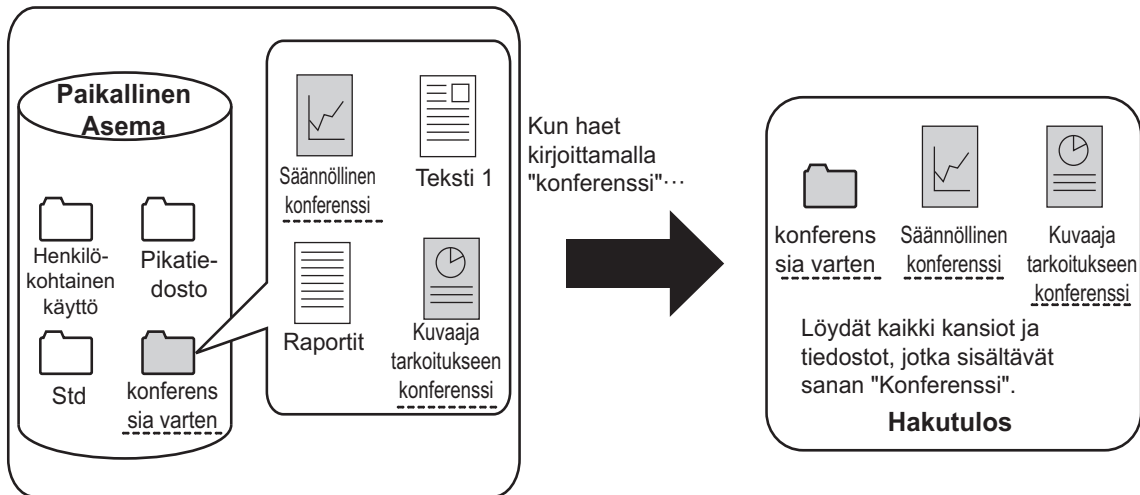 Paikallinen
Asema
Henkilö-
kohtainen
käyttö
Pikatie-
dosto
Std
konferens
sia varten
Säännöllinen
konferenssi
Teksti 1
Raportit
Kuvaaja
tarkoitukseen
konferenssi
Kun haet
kirjoittamalla
"konferenssi"···
konferens
sia varten
Säännöllinen
konferenssi
Kuvaaja
tarkoitukseen
konferenssi
Löydät kaikki kansiot ja
tiedostot, jotka sisältävät
sanan "Konferenssi".
Hakutulos